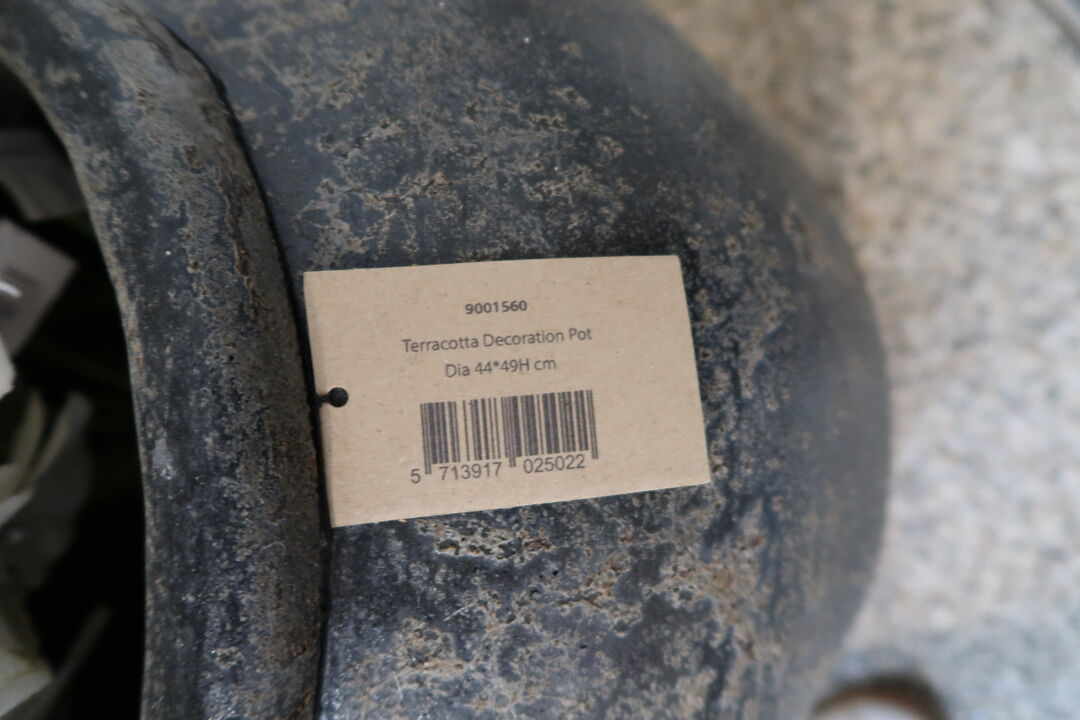 9001560
Terracotta Decoration Pot
Dia 44*49H cm
5 713917 025022